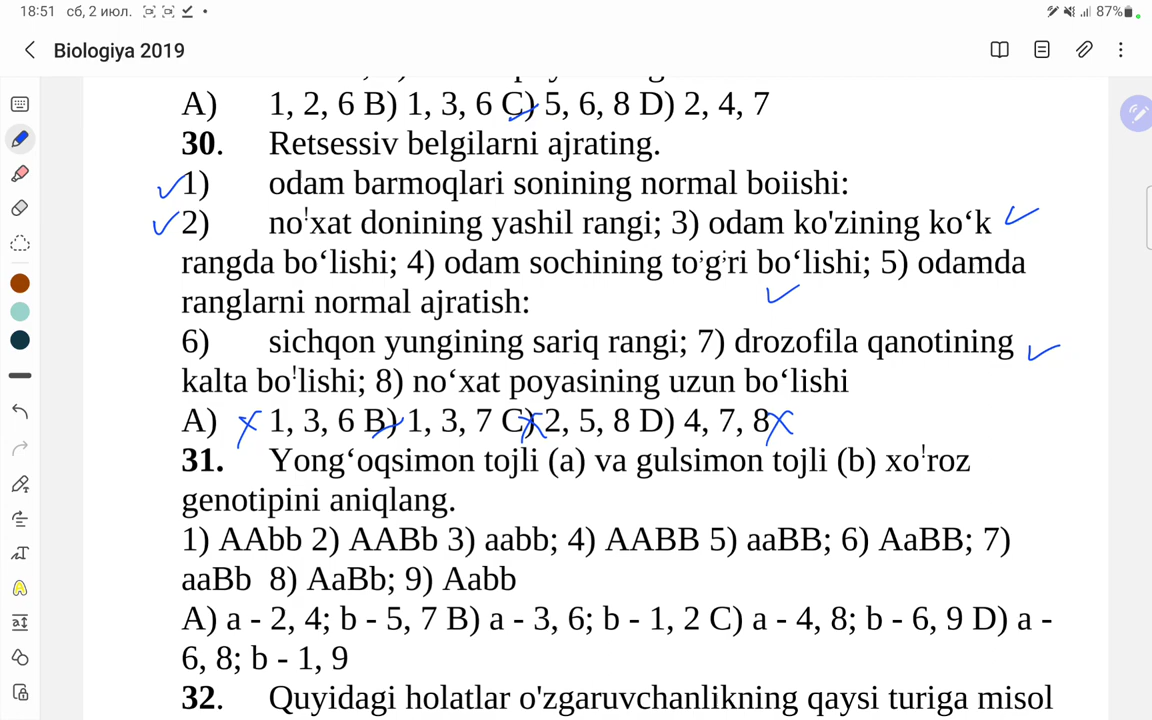 18:51 сб, 2 июл.
87%
Biologiya 2019
A) 1, 2, 6 B) 1, 3, 6 C) 5, 6, 8 D) 2, 4, 7
30. Retsessiv belgilarni ajrating.
1) odam barmoqlari sonining normal boiishi:
2) no!xat donining yashil rangi; 3) odam ko'zining ko‘k
rangda bo‘lishi; 4) odam sochining to‘g‘ri bo‘lishi; 5) odamda
ranglarni normal ajratish:
6) sichqon yungining sariq rangi; 7) drozofila qanotining
kalta bo!lishi; 8) no‘xat poyasining uzun bo‘lishi
A) 1, 3, 6 B) 1, 3, 7 C) 2, 5, 8 D) 4, 7, 8
31. Yong‘oqsimon tojli (a) va gulsimon tojli (b) xo!roz
genotipini aniqlang.
1) AAbb 2) AABb 3) aabb; 4) AABB 5) aaBB; 6) AaBB; 7)
aaBb 8) AaBb; 9) Aabb
A) a - 2, 4; b - 5, 7 B) a - 3, 6; b - 1, 2 C) a - 4, 8; b - 6, 9 D) a -
6, 8; b - 1, 9
32. Quyidagi holatlar o'zgaruvchanlikning qaysi turiga misol